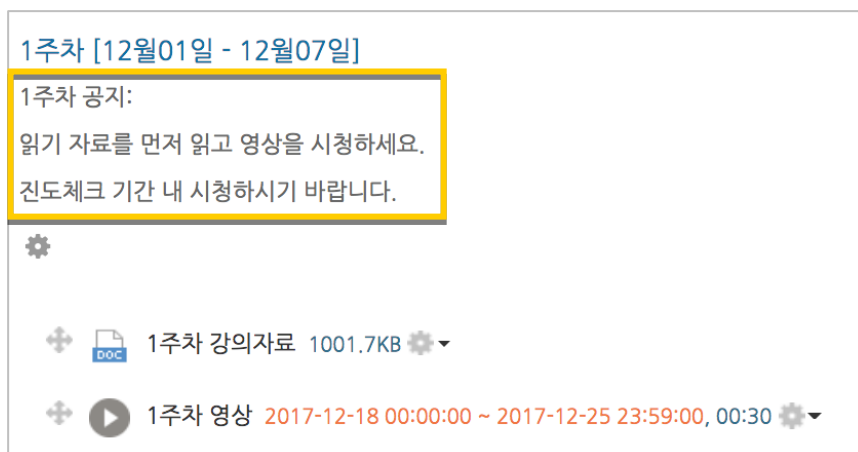 1주차 [12월01일 - 12월07일]
1주차 공지:
읽기 자료를 먼저 읽고 영상을 시청하세요.
진도체크 기간 내 시청하시기 바랍니다.
DOC 1주차 강의자료 1001.7KB
1주차 영상 2017-12-18 00:00:00 ~ 2017-12-25 23:59:00, 00:30